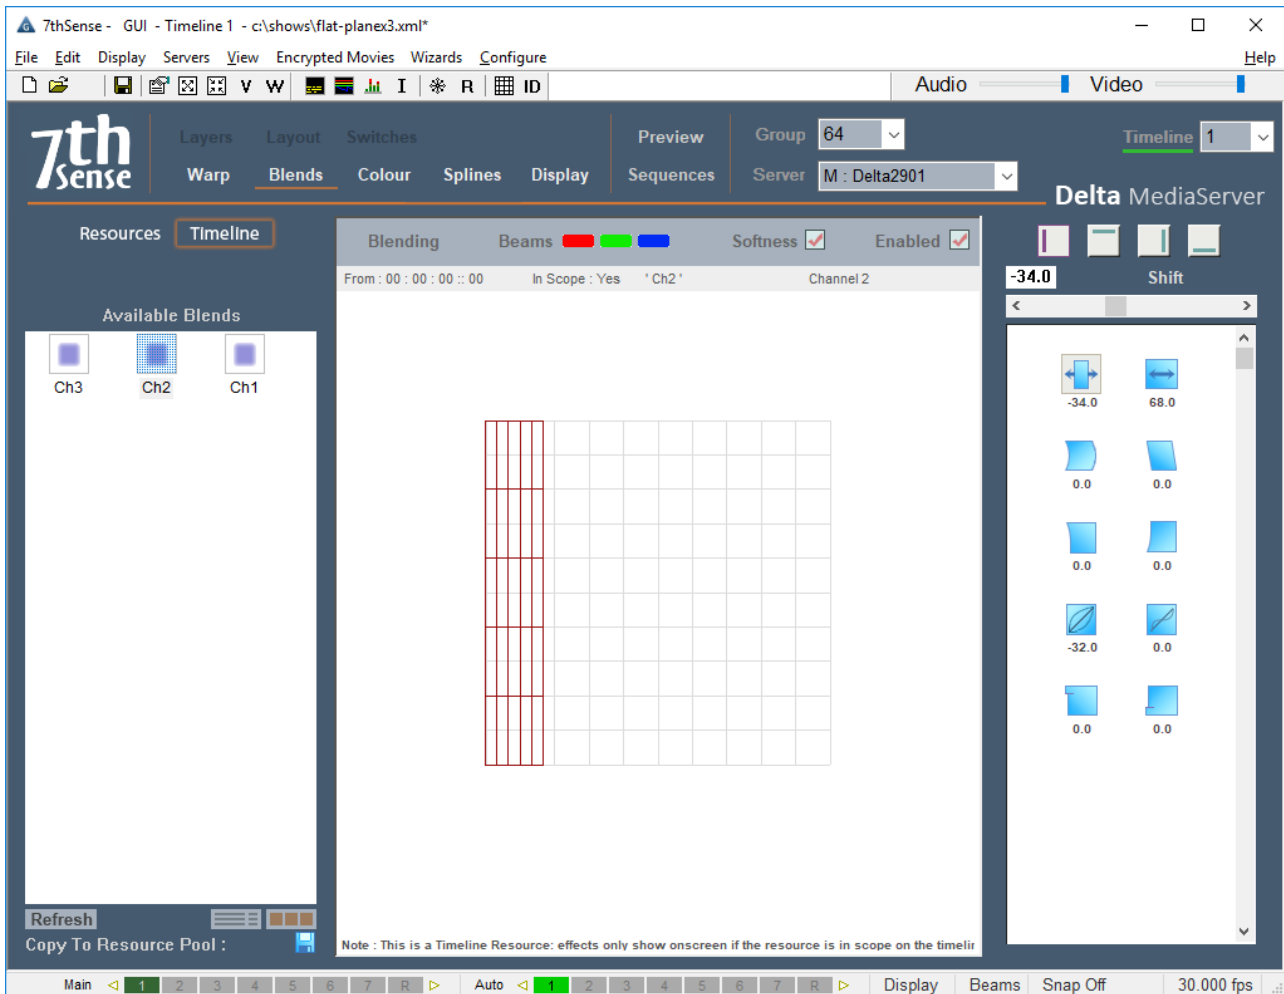 7thSense - GUI - Timeline 1 - c:\shows\flat-planex3.xml*
File Edit Display Servers View Encrypted Movies Wizards Configure Help
V W I R ID Audio Video
7th Sense
Layers Layout Switches Preview Group 64 Timeline 1
Warp Blends Colour Splines Display Sequences Server M : Delta2901
Delta MediaServer
Resources Timeline
Blending Beams Softness Enabled
From : 00 : 00 : 00 :: 00 In Scope : Yes ' Ch2 ' Channel 2
-34.0 Shift
Available Blends
Ch3 Ch2 Ch1
-34.0 68.0
0.0 0.0
0.0 0.0
-32.0 0.0
0.0 0.0
Refresh
Copy To Resource Pool :
Note : This is a Timeline Resource: effects only show onscreen if the resource is in scope on the timelin
Main 1 2 3 4 5 6 7 R Auto 1 2 3 4 5 6 7 R Display Beams Snap Off 30.000 fps